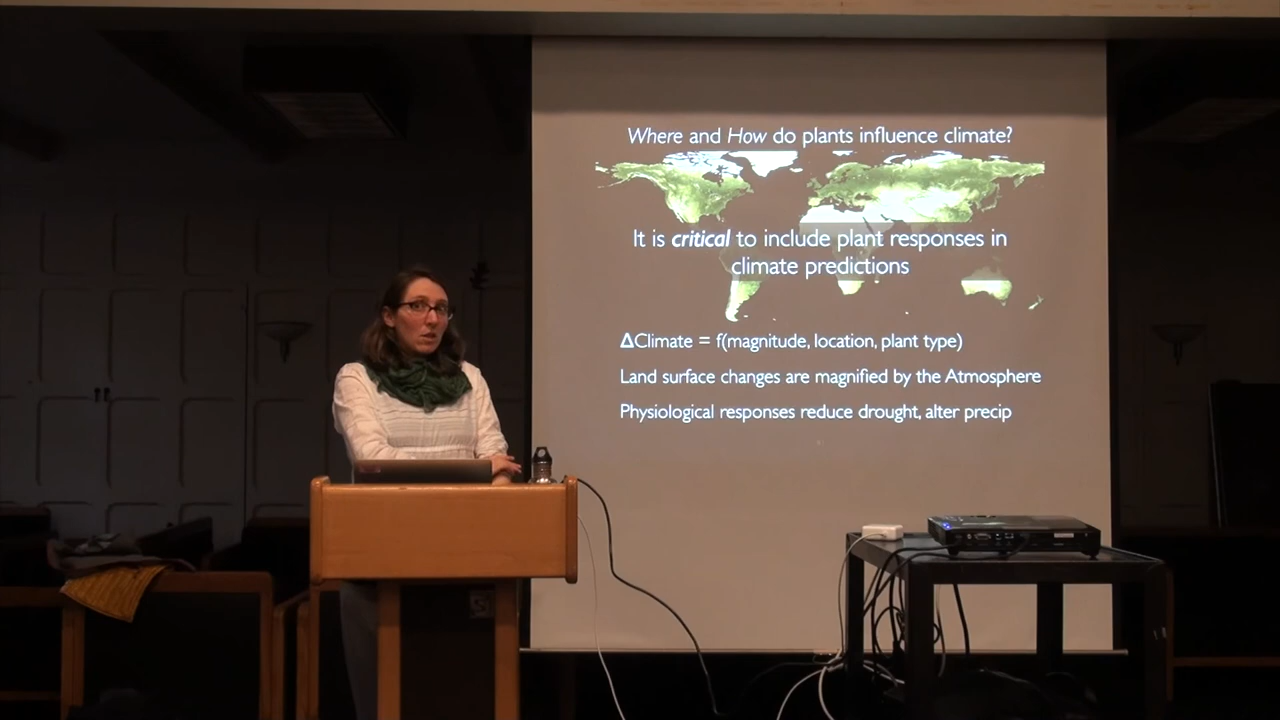 Where and How do plants influence climate?
It is critical to include plant responses in
climate predictions
ΔClimate = f(magnitude, location, plant type)
Land surface changes are magnified by the Atmosphere
Physiological responses reduce drought, alter precip